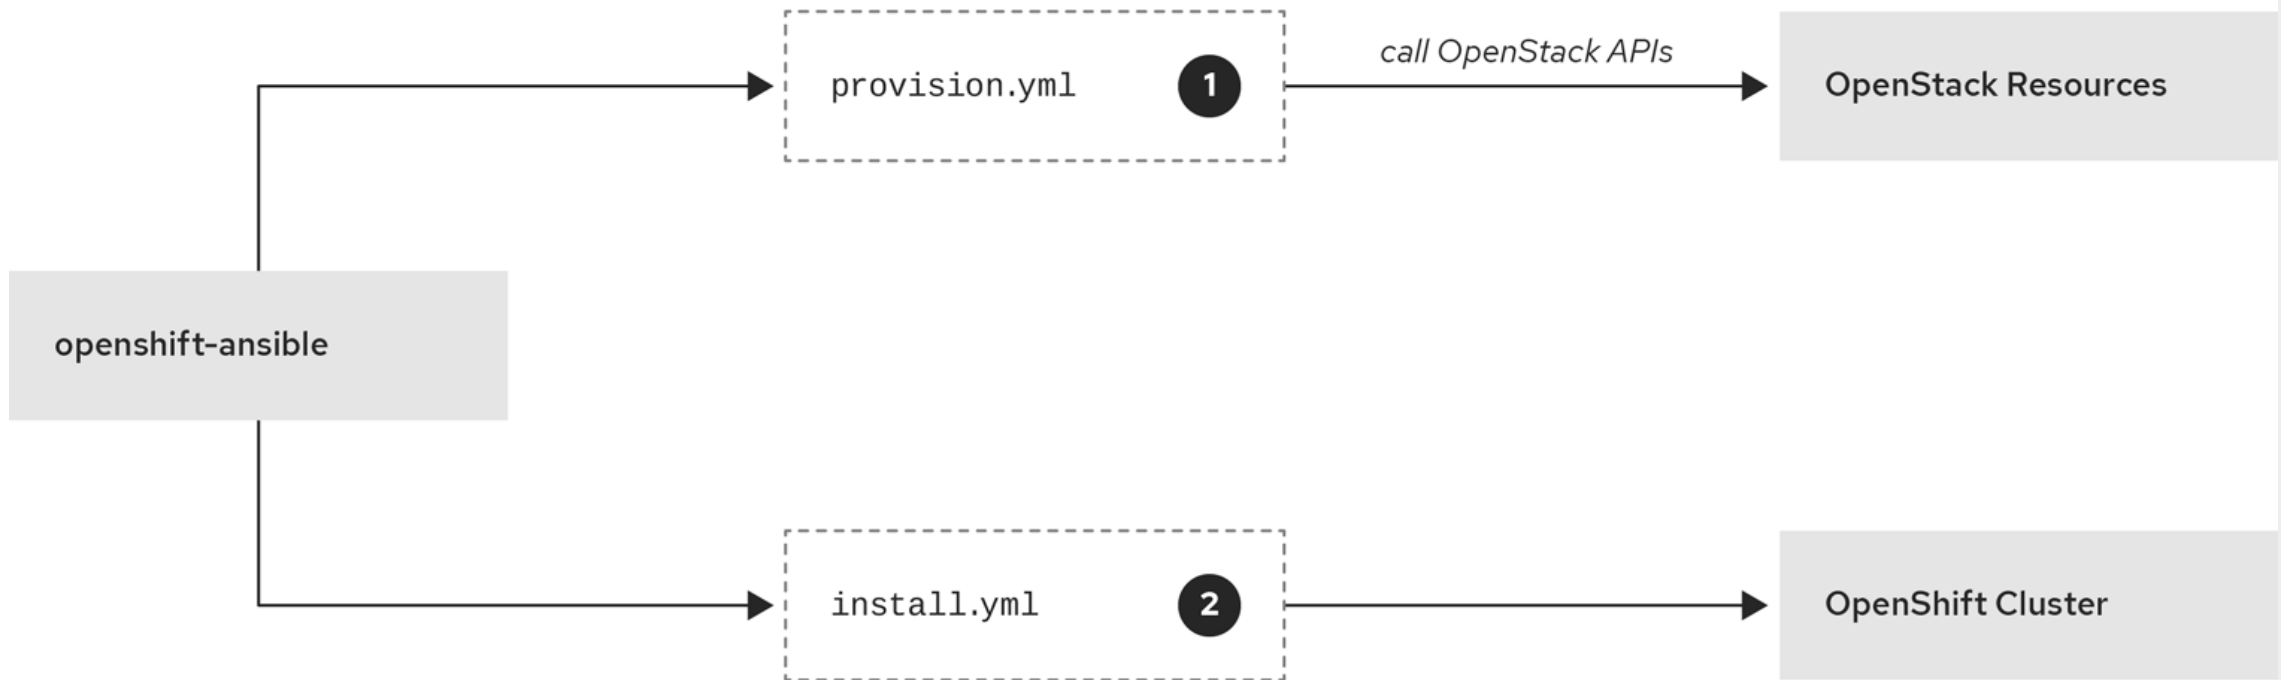 provision.yml
1
call OpenStack APIs
OpenStack Resources
openshift-ansible
install.yml
2
OpenShift Cluster